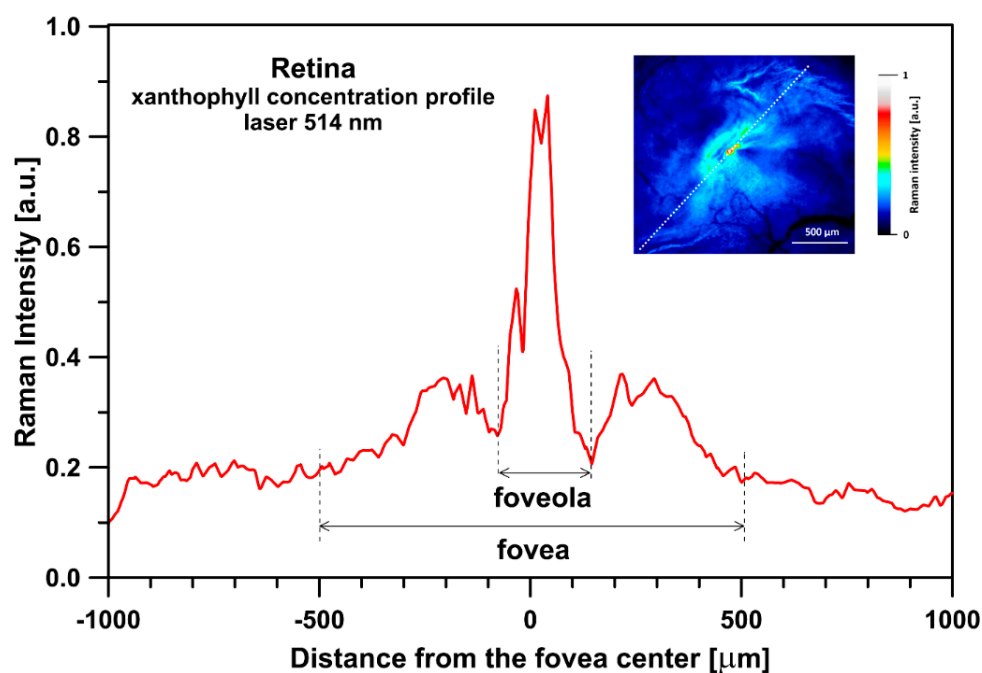 Retina
xanthophyll concentration profile
laser 514 nm
1.0
0.8
0.6
0.4
0.2
0.0
Raman Intensity [a.u.]
-1000
-500
0
500
1000
Distance from the fovea center [μm]
foveola
fovea
500 μm
1
0
Raman intensity [a.u.]